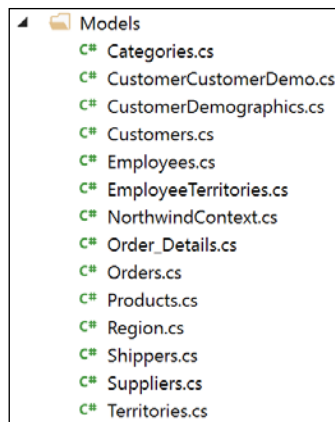 Models
C# Categories.cs
C# CustomerCustomerDemo.cs
C# CustomerDemographics.cs
C# Customers.cs
C# Employees.cs
C# EmployeeTerritories.cs
C# NorthwindContext.cs
C# Order_Details.cs
C# Orders.cs
C# Products.cs
C# Region.cs
C# Shippers.cs
C# Suppliers.cs
C# Territories.cs